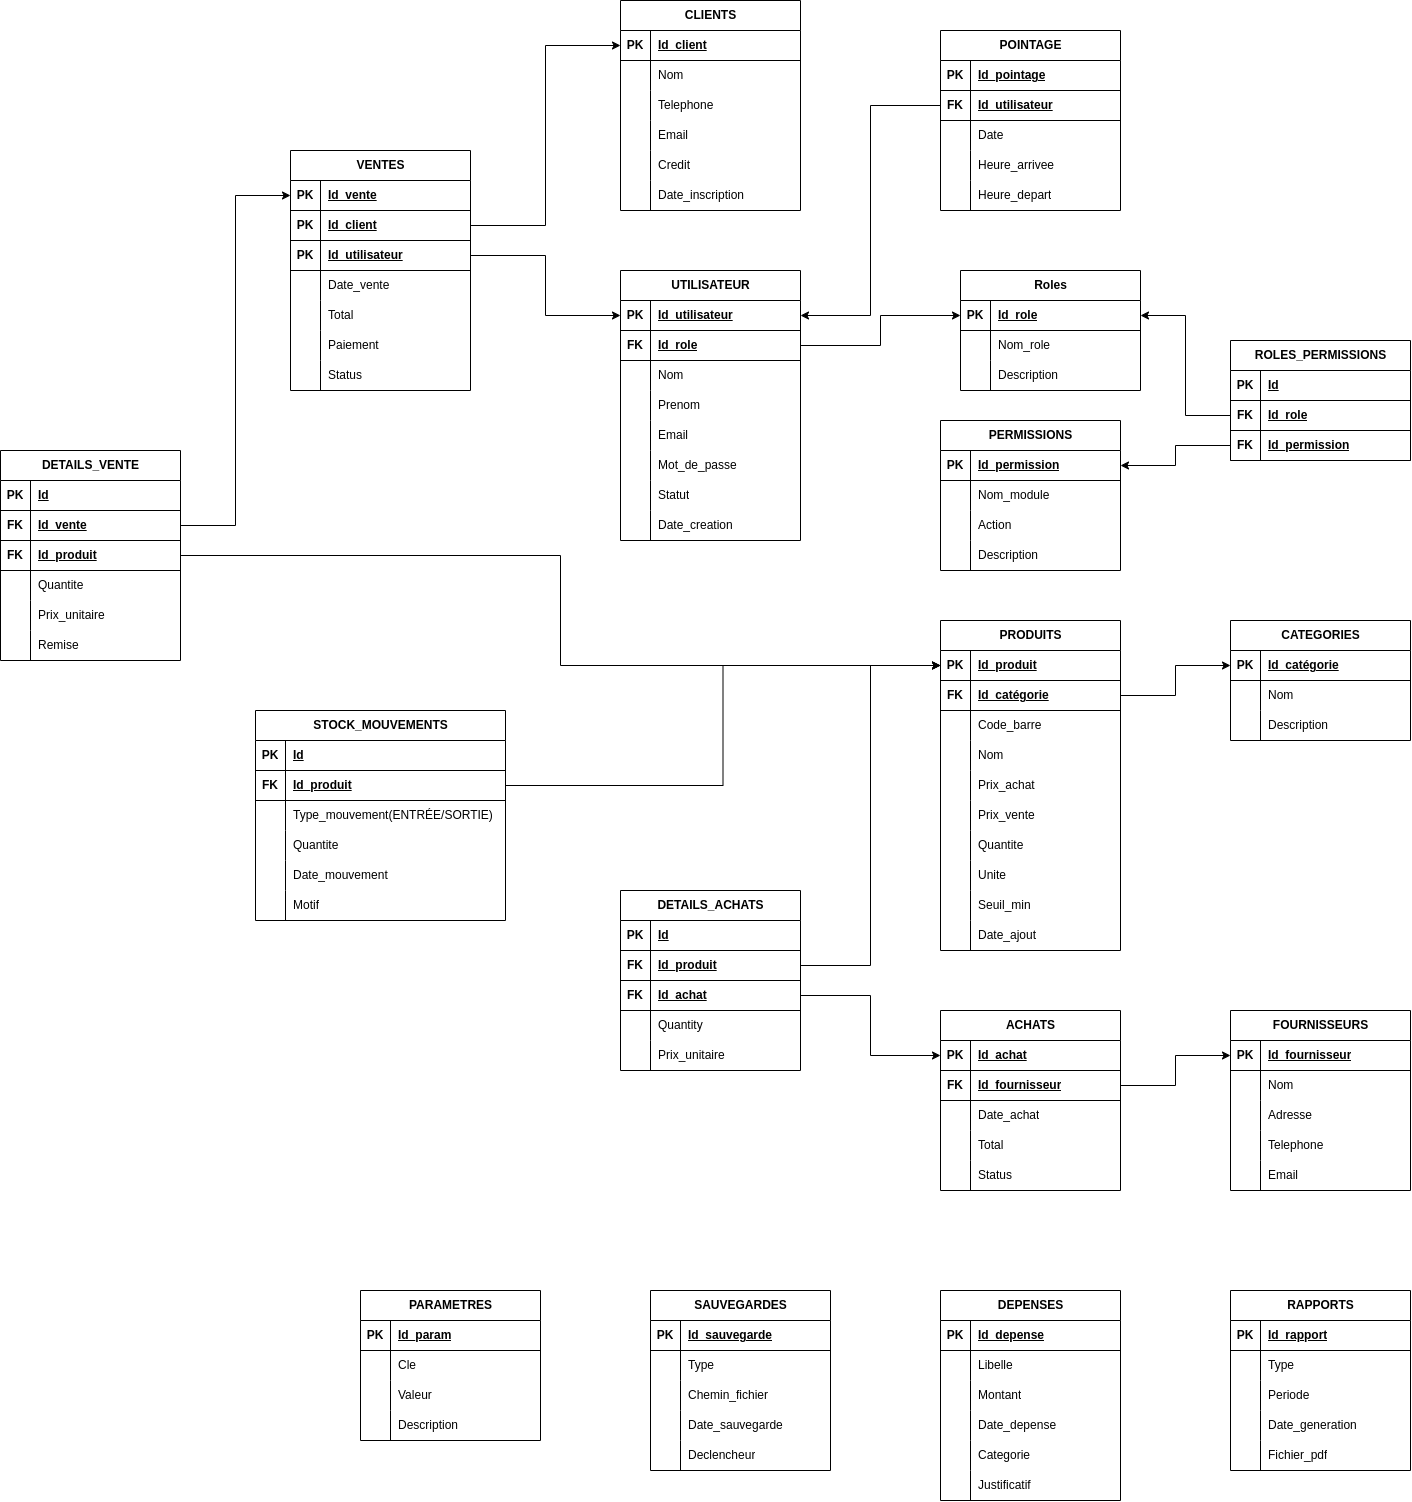 CLIENTS
PK Id_client
Nom
Telephone
Email
Credit
Date_inscription
POINTAGE
PK Id_pointage
FK Id_utilisateur
Date
Heure_arrivee
Heure_depart
VENTES
PK Id_vente
PK Id_client
PK Id_utilisateur
Date_vente
Total
Paiement
Status
UTILISATEUR
PK Id_utilisateur
FK Id_role
Nom
Prenom
Email
Mot_de_passe
Statut
Date_creation
Roles
PK Id_role
Nom_role
Description
ROLES_PERMISSIONS
PK Id
FK Id_role
FK Id_permission
PERMISSIONS
PK Id_permission
Nom_module
Action
Description
DETAILS_VENTE
PK Id
FK Id_vente
FK Id_produit
Quantite
Prix_unitaire
Remise
PRODUITS
PK Id_produit
FK Id_catégorie
Code_barre
Nom
Prix_achat
Prix_vente
Quantite
Unite
Seuil_min
Date_ajout
CATEGORIES
PK Id_catégorie
Nom
Description
STOCK_MOUVEMENTS
PK Id
FK Id_produit
Type_mouvement(ENTRÉE/SORTIE)
Quantite
Date_mouvement
Motif
DETAILS_ACHATS
PK Id
FK Id_produit
FK Id_achat
Quantity
Prix_unitaire
ACHATS
PK Id_achat
FK Id_fournisseur
Date_achat
Total
Status
FOURNISSEURS
PK Id_fournisseur
Nom
Adresse
Telephone
Email
PARAMETRES
PK Id_param
Cle
Valeur
Description
SAUVEGARDES
PK Id_sauvegarde
Type
Chemin_fichier
Date_sauvegarde
Declencheur
DEPENSES
PK Id_depense
Libelle
Montant
Date_depense
Categorie
Justificatif
RAPPORTS
PK Id_rapport
Type
Periode
Date_generation
Fichier_pdf